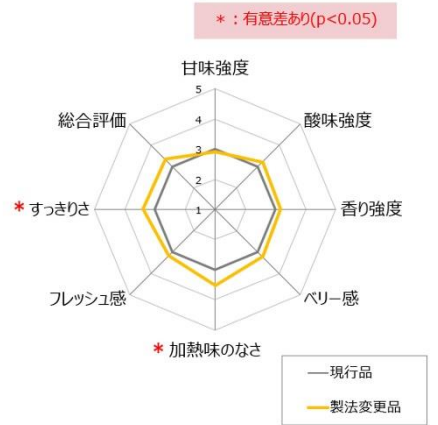 *：有意差あり(p<0.05)
甘味強度
5
4
3
2
1
総合評価
酸味強度
* すっきりさ
香り強度
フレッシュ感
ベリー感
* 加熱味のなさ
現行品
製法変更品